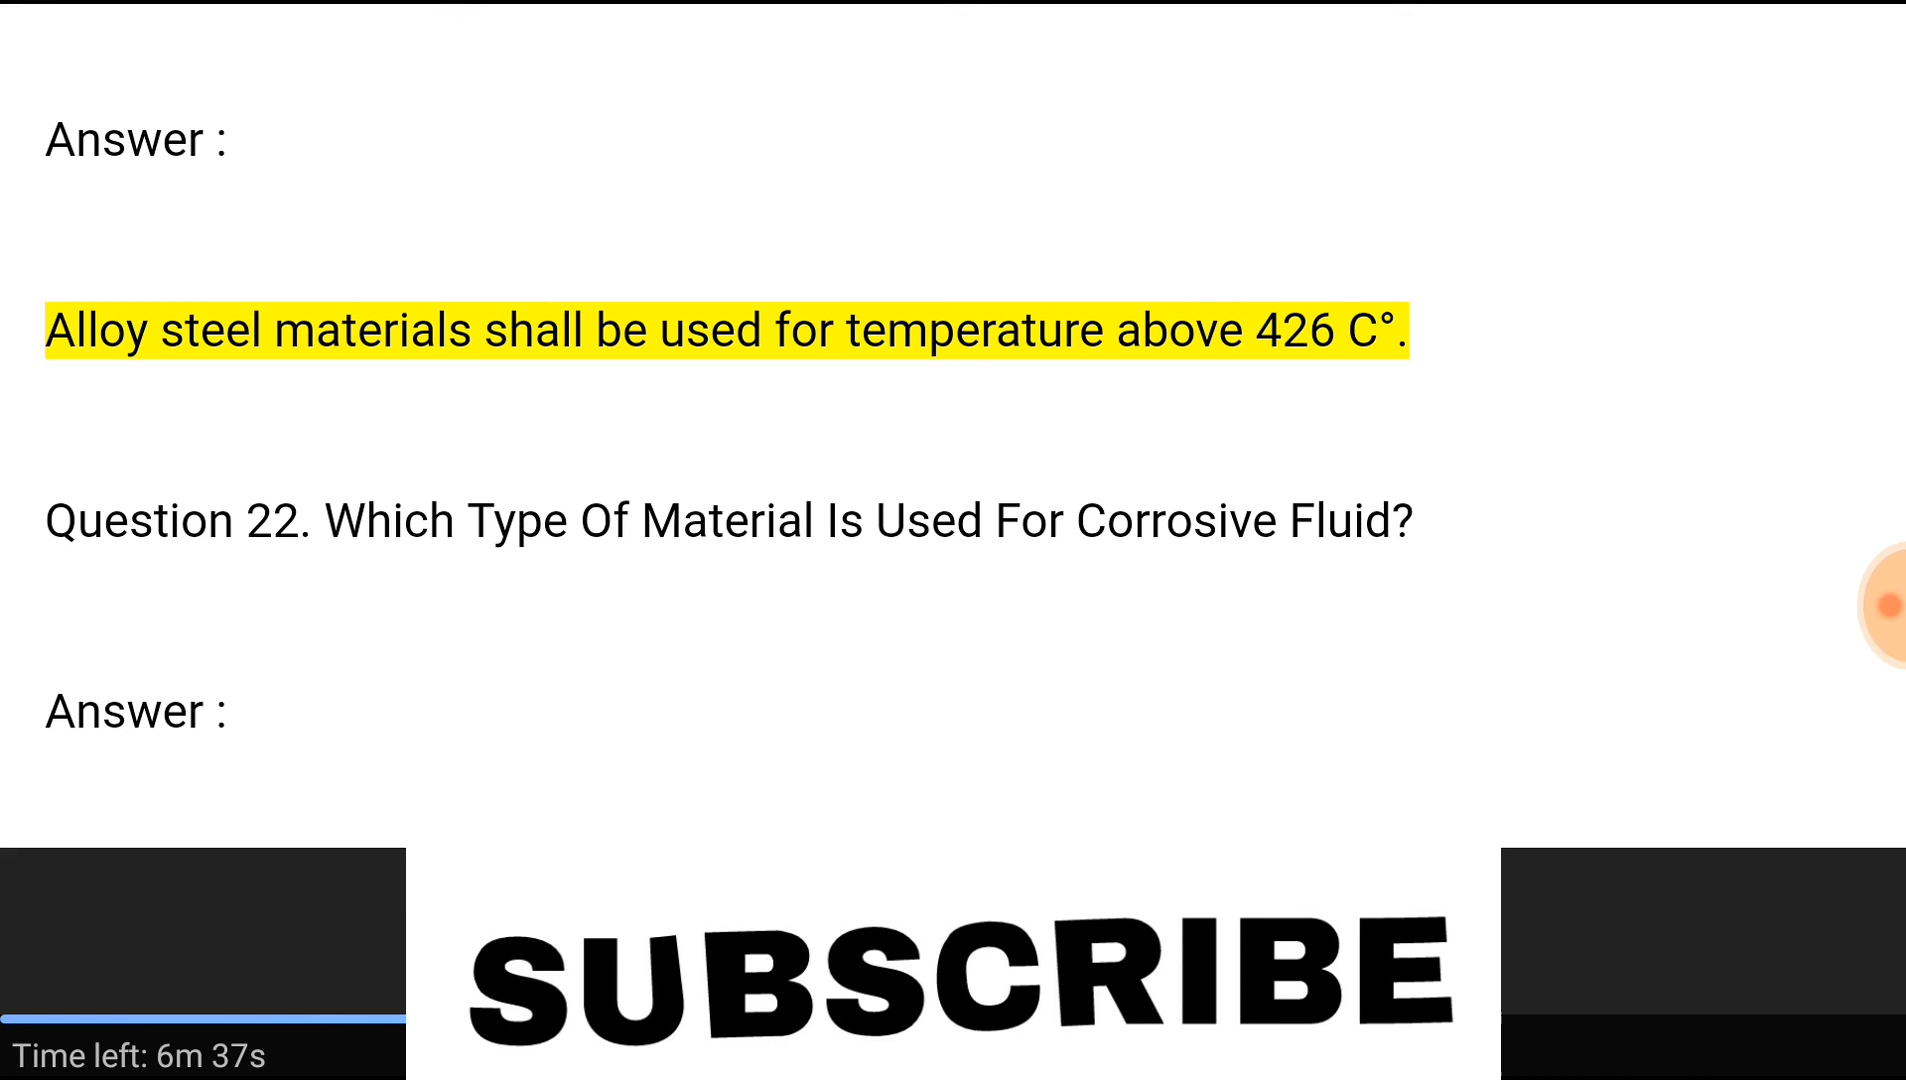 Answer :
Alloy steel materials shall be used for temperature above 426 C°.
Question 22. Which Type Of Material Is Used For Corrosive Fluid?
Answer :
SUBSCRIBE
Time left: 6m 37s